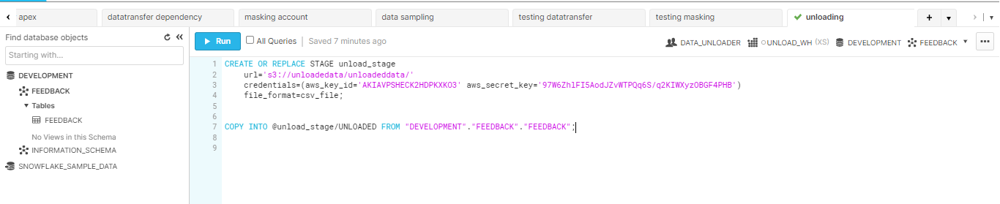 apex
datatransfer dependency
masking account
data sampling
testing datatransfer
testing masking
unloading
Find database objects
Starting with...
DEVELOPMENT
FEEDBACK
Tables
FEEDBACK
No Views in this Schema
INFORMATION_SCHEMA
SNOWFLAKE_SAMPLE_DATA
Run
All Queries | Saved 7 minutes ago
DATA_UNLOADER
UNLOAD_WH (XS)
DEVELOPMENT
FEEDBACK
1 CREATE OR REPLACE STAGE unload_stage
2 url='s3://unloadedata/unloadeddata/'
3 credentials=(aws_key_id='AKIAVPSHECK2HDPKXKO3' aws_secret_key='97W6ZhlFI5AodJZvWTPQq6S/q2KIWXyzOBGF4PHB')
4 file_format=csv_file;
5
6
7 COPY INTO @unload_stage/UNLOADED FROM "DEVELOPMENT"."FEEDBACK"."FEEDBACK";
8
9